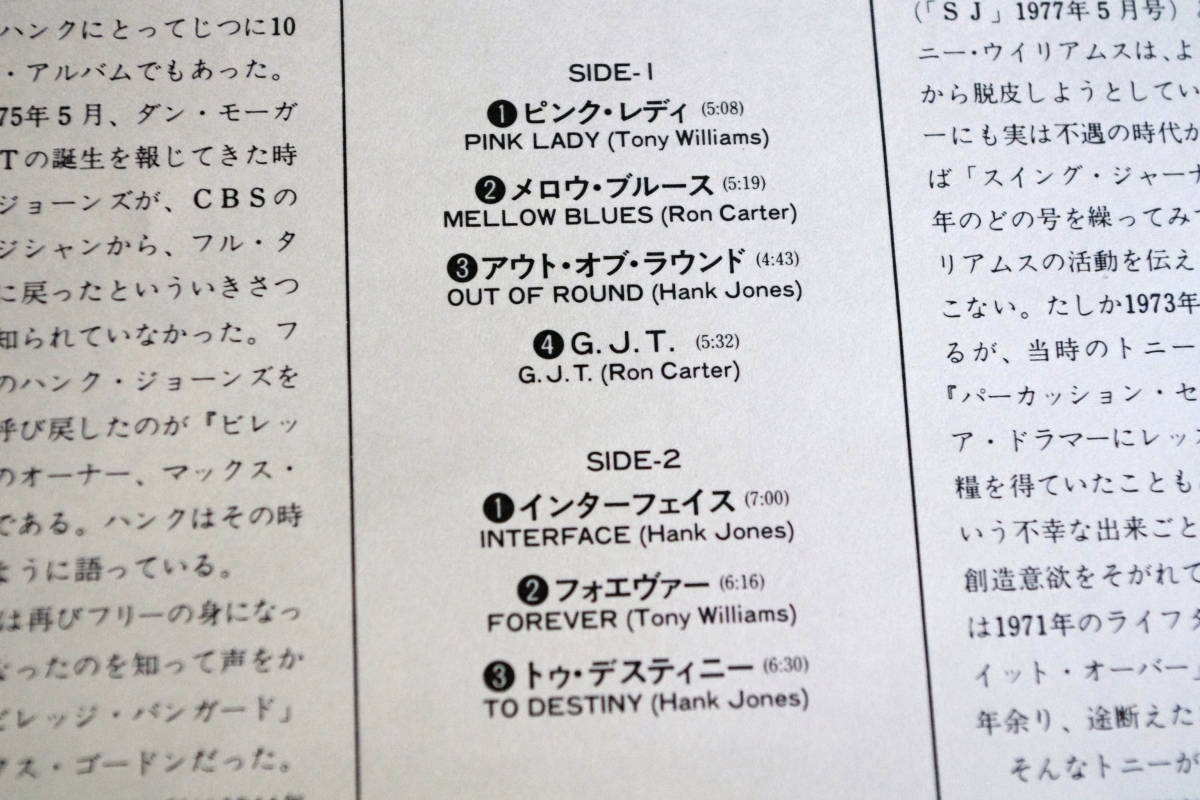 ハンクにとってじつに10
・アルバムでもあった。
75年5月、ダン・モーガ
Tの誕生を報じてきた時
ジョーンズが、CBSの
ジシャンから、フル・タ
に戻ったといういきさつ
知られていなかった。フ
のハンク・ジョーンズを
呼び戻したのが『ビレッ
のオーナー、マックス・
である。ハンクはその時
ように語っている。
は再びフリーの身になっ
なったのを知って声をか
ビレッジ・バンガード」
クス・ゴードンだった。
SIDE-1
❶ピンク・レディ (5:08)
PINK LADY (Tony Williams)
❷メロウ・ブルース (5:19)
MELLOW BLUES (Ron Carter)
❸アウト・オブ・ラウンド (4:43)
OUT OF ROUND (Hank Jones)
❹G.J.T. (5:32)
G.J.T. (Ron Carter)
SIDE-2
❶インターフェイス (7:00)
INTERFACE (Hank Jones)
❷フォエヴァー (6:16)
FOREVER (Tony Williams)
❸トゥ・デスティニー (6:30)
TO DESTINY (Hank Jones)
(「SJ」1977年5月号)
ニー・ウイリアムスは、よ
から脱皮しようとしてい
ーにも実は不遇の時代が
ば「スイング・ジャーナ
年のどの号を繰ってみて
リアムスの活動を伝え
こない。たしか1973年
るが、当時のトニー
『パーカッション・セ
ア・ドラマーにレッス
糧を得ていたことも
いう不幸な出来ごと
創造意欲をそがれて
は1971年のライフタ
イット・オーバー」
年余り、途断えた
そんなトニーが